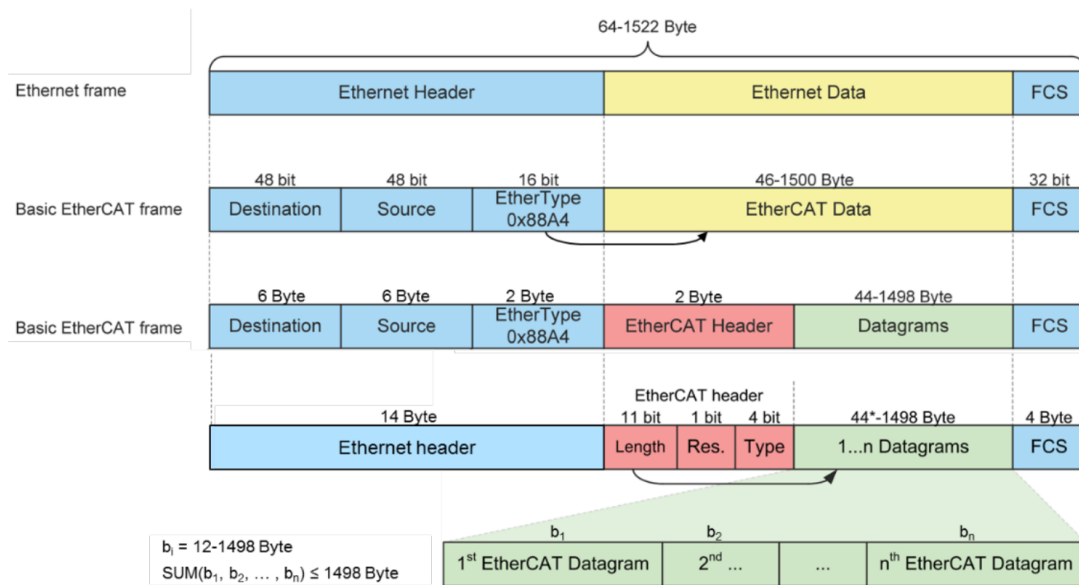 64-1522 Byte
Ethernet frame
Ethernet Header
Ethernet Data
FCS
48 bit
48 bit
16 bit
46-1500 Byte
32 bit
Basic EtherCAT frame
Destination
Source
EtherType
0x88A4
EtherCAT Data
FCS
6 Byte
6 Byte
2 Byte
2 Byte
44-1498 Byte
Basic EtherCAT frame
Destination
Source
EtherType
0x88A4
EtherCAT Header
Datagrams
FCS
EtherCAT header
14 Byte
11 bit
1 bit
4 bit
44*-1498 Byte
4 Byte
Ethernet header
Length
Res.
Type
1...n Datagrams
FCS
b1
b2
bn
1st EtherCAT Datagram
2nd ...
...
nth EtherCAT Datagram
bi = 12-1498 Byte
SUM(b1, b2, ... , bn) ≤ 1498 Byte